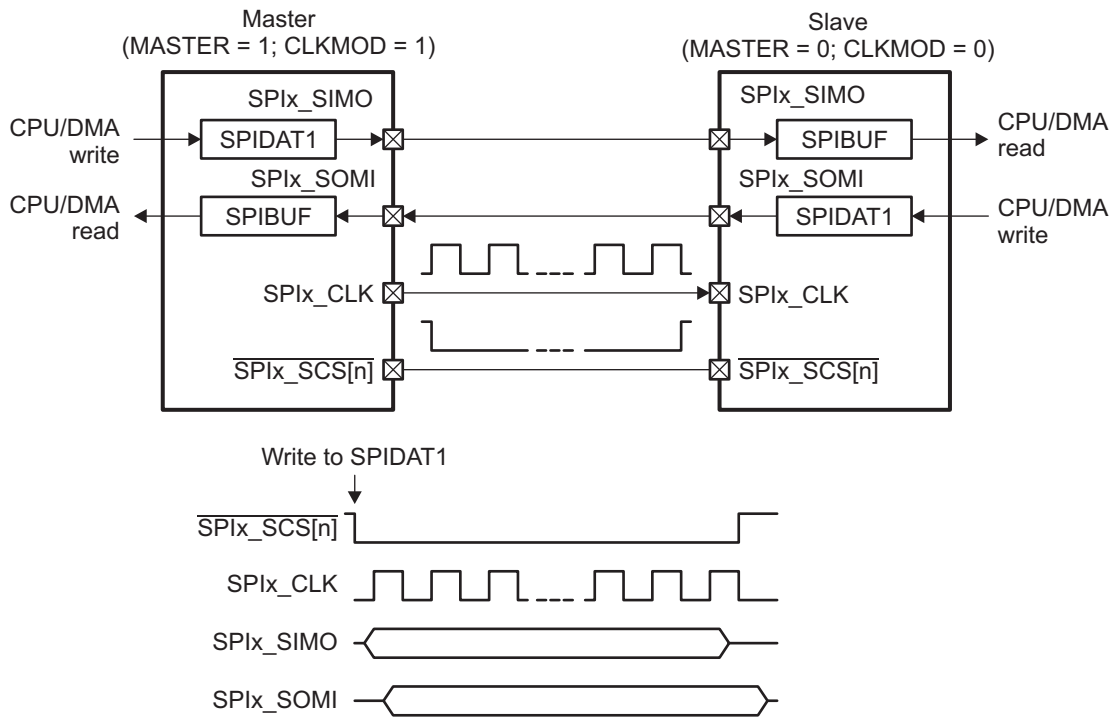 Master
(MASTER = 1; CLKMOD = 1)
Slave
(MASTER = 0; CLKMOD = 0)
SPIx_SIMO
SPIx_SIMO
CPU/DMA
write
SPIDAT1
SPIBUF
CPU/DMA
read
SPIx_SOMI
SPIx_SOMI
CPU/DMA
read
SPIBUF
SPIDAT1
CPU/DMA
write
SPIx_CLK
SPIx_CLK
SPIx_SCS[n]
SPIx_SCS[n]
Write to SPIDAT1
SPIx_SCS[n]
SPIx_CLK
SPIx_SIMO
SPIx_SOMI